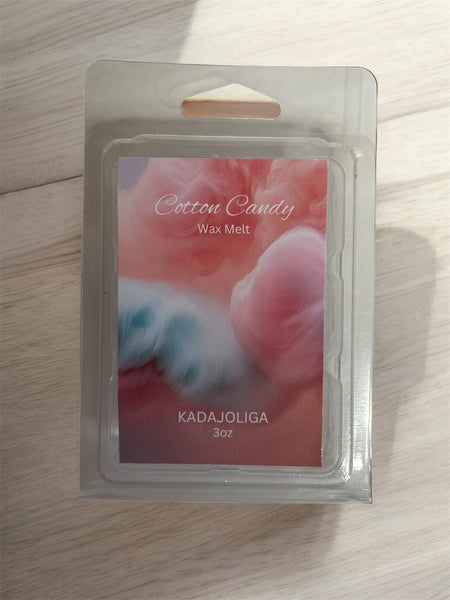 Cotton Candy
Wax Melt
KADAJOLIGA
3oz